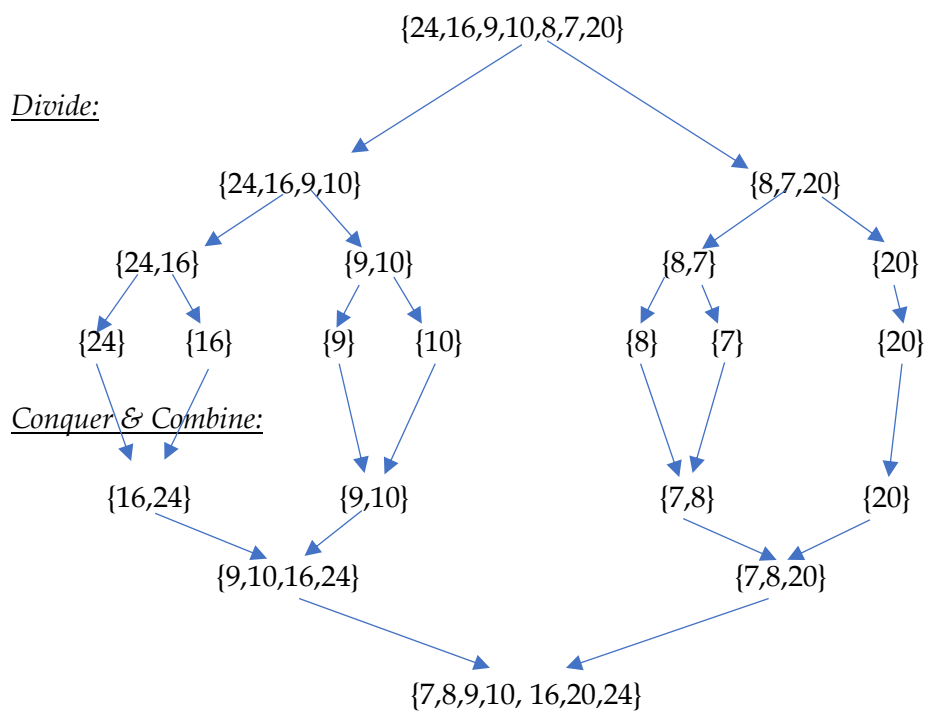 {24,16,9,10,8,7,20}
Divide:
{24,16,9,10} {8,7,20}
{24,16} {9,10} {8,7} {20}
{24} {16} {9} {10} {8} {7} {20}
Conquer & Combine:
{16,24} {9,10} {7,8} {20}
{9,10,16,24} {7,8,20}
{7,8,9,10, 16,20,24}